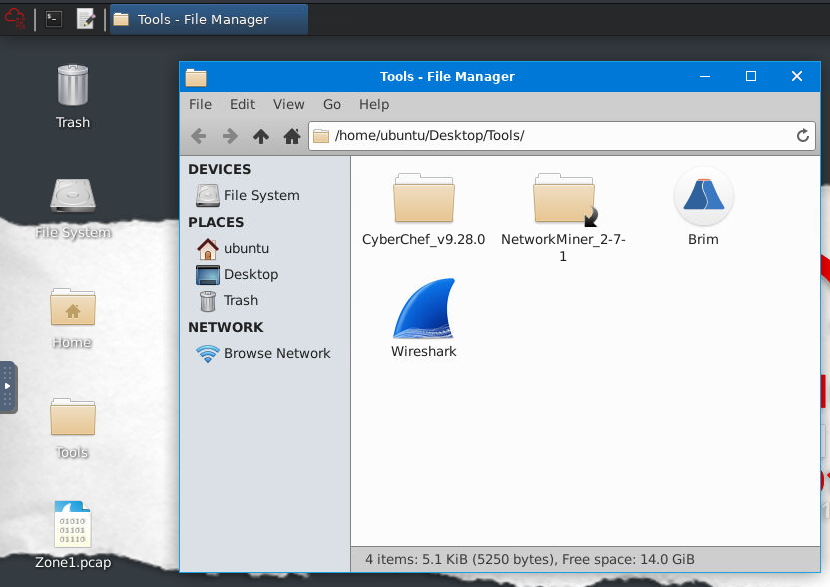 Tools - File Manager
Trash
File System
Home
Tools
01010
01101
01110
Zone1.pcap
Tools - File Manager
File Edit View Go Help
/home/ubuntu/Desktop/Tools/
DEVICES
File System
PLACES
ubuntu
Desktop
Trash
NETWORK
Browse Network
CyberChef_v9.28.0
NetworkMiner_2-7-
1
Brim
Wireshark
4 items: 5.1 KiB (5250 bytes), Free space: 14.0 GiB